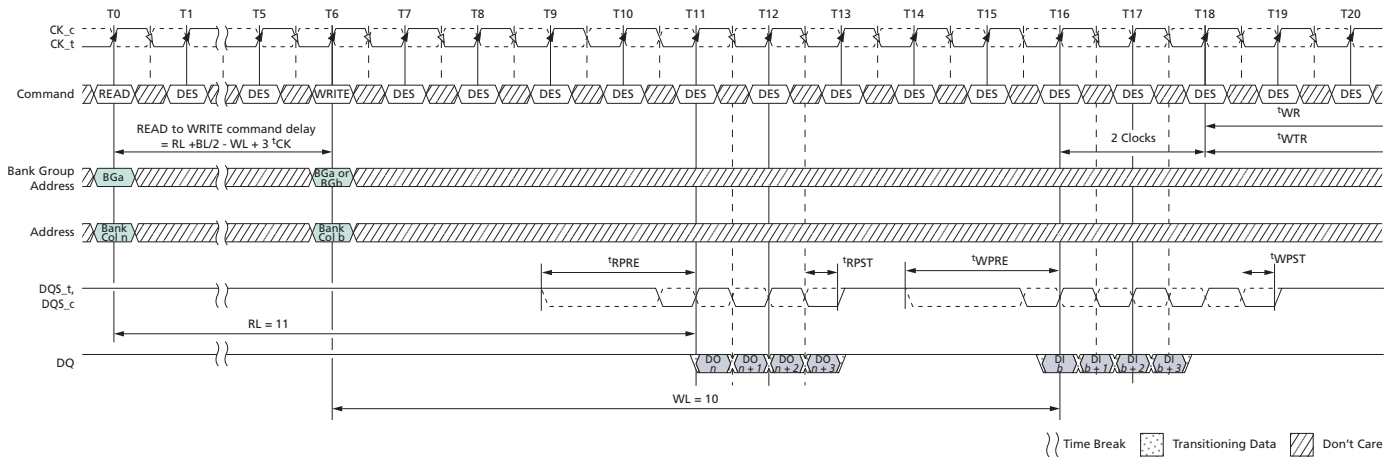 T0 T1 T5 T6 T7 T8 T9 T10 T11 T12 T13 T14 T15 T16 T17 T18 T19 T20
CK_c
CK_t
Command READ DES DES WRITE DES DES DES DES DES DES DES DES DES DES DES DES DES DES
tWR
READ to WRITE command delay
= RL +BL/2 - WL + 3 tCK
2 Clocks
tWTR
Bank Group
Address
BGa
BGa or
BGb
Address
Bank
Col n
Bank
Col b
tRPRE tRPST tWPRE tWPST
DQS_t,
DQS_c
RL = 11
DQ
DO
n
DO
n + 1
DO
n + 2
DO
n + 3
DI
b
DI
b + 1
DI
b + 2
DI
b + 3
WL = 10
Time Break Transitioning Data Don't Care